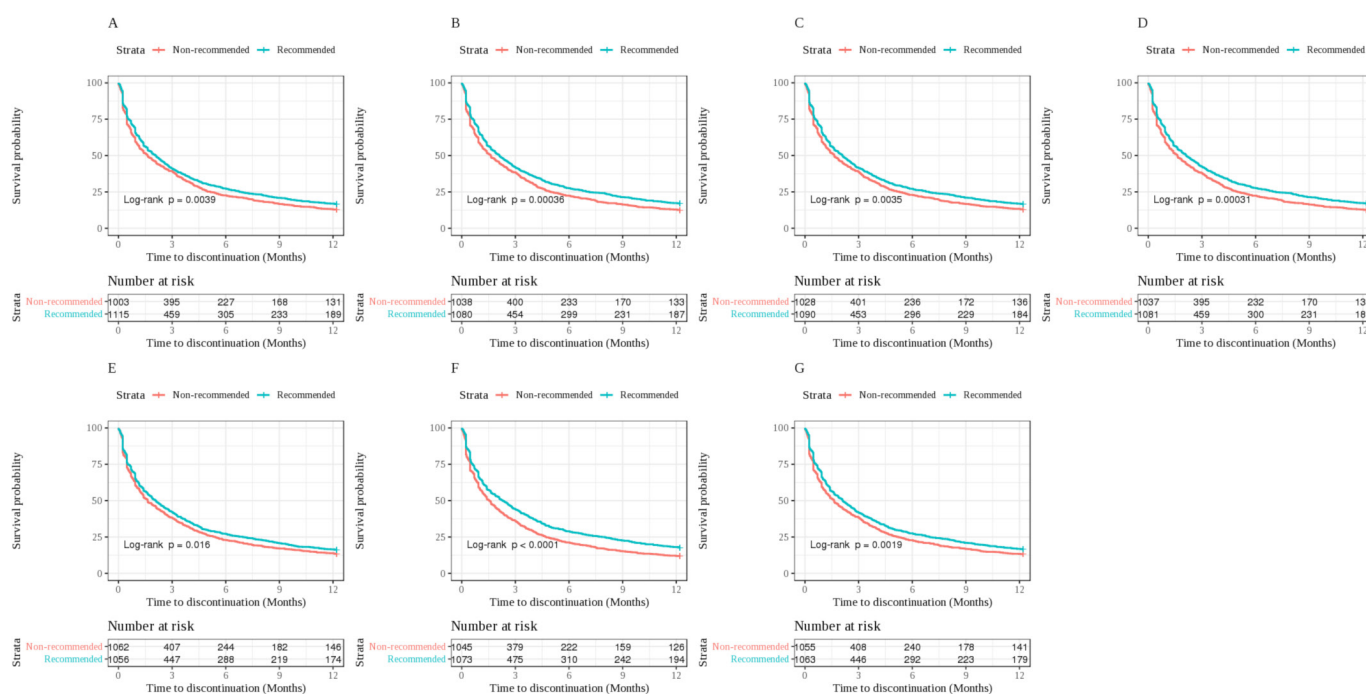 A
Strata Non-recommended Recommended
Survival probability
100
75
50
25
0
Log-rank p = 0.0039
0 3 6 9 12
Time to discontinuation (Months)
Number at risk
Strata
Non-recommended 1003 395 227 168 131
Recommended 1115 459 305 233 189
0 3 6 9 12
Time to discontinuation (Months)
B
Strata Non-recommended Recommended
Survival probability
100
75
50
25
0
Log-rank p = 0.00036
0 3 6 9 12
Time to discontinuation (Months)
Number at risk
Strata
Non-recommended 1038 400 233 170 133
Recommended 1080 454 299 231 187
0 3 6 9 12
Time to discontinuation (Months)
C
Strata Non-recommended Recommended
Survival probability
100
75
50
25
0
Log-rank p = 0.0035
0 3 6 9 12
Time to discontinuation (Months)
Number at risk
Strata
Non-recommended 1028 401 236 172 136
Recommended 1090 453 296 229 184
0 3 6 9 12
Time to discontinuation (Months)
D
Strata Non-recommended Recommended
Survival probability
100
75
50
25
0
Log-rank p = 0.00031
0 3 6 9 12
Time to discontinuation (Months)
Number at risk
Strata
Non-recommended 1037 395 232 170
Recommended 1081 459 300 231
0 3 6 9 12
Time to discontinuation (Months)
E
Strata Non-recommended Recommended
Survival probability
100
75
50
25
0
Log-rank p = 0.016
0 3 6 9 12
Time to discontinuation (Months)
Number at risk
Strata
Non-recommended 1062 407 244 182 146
Recommended 1056 447 288 219 174
0 3 6 9 12
Time to discontinuation (Months)
F
Strata Non-recommended Recommended
Survival probability
100
75
50
25
0
Log-rank p < 0.0001
0 3 6 9 12
Time to discontinuation (Months)
Number at risk
Strata
Non-recommended 1045 379 222 159 126
Recommended 1073 475 310 242 194
0 3 6 9 12
Time to discontinuation (Months)
G
Strata Non-recommended Recommended
Survival probability
100
75
50
25
0
Log-rank p = 0.0019
0 3 6 9 12
Time to discontinuation (Months)
Number at risk
Strata
Non-recommended 1055 408 240 178 141
Recommended 1063 446 292 223 179
0 3 6 9 12
Time to discontinuation (Months)